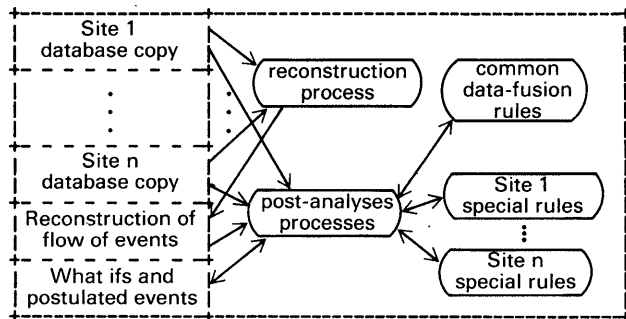 Site 1
database copy
Site n
database copy
Reconstruction of
flow of events
What ifs and
postulated events
reconstruction
process
post-analyses
processes
common
data-fusion
rules
Site 1
special rules
Site n
special rules